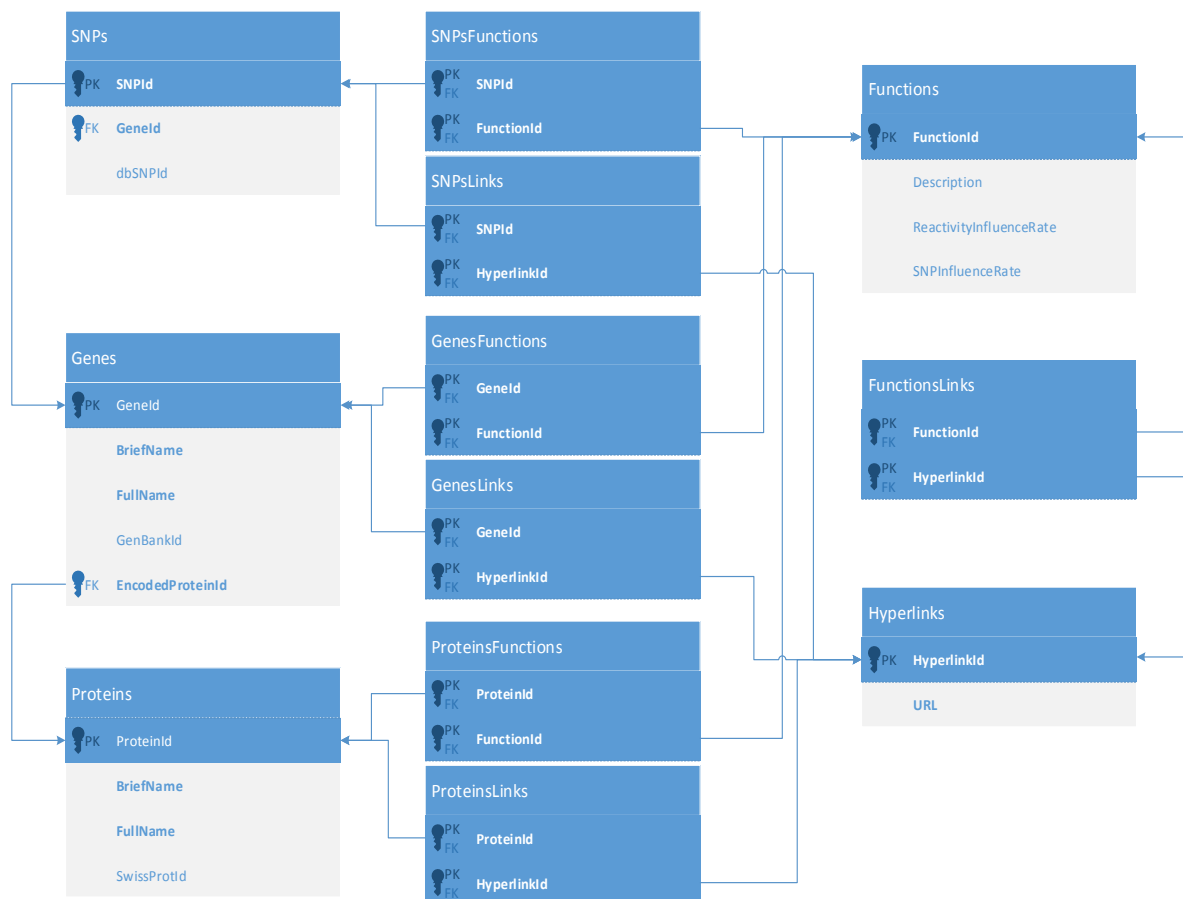 SNPs
PK SNPId
FK GeneId
dbSNPId
Genes
PK GeneId
BriefName
FullName
GenBankId
FK EncodedProteinId
Proteins
PK ProteinId
BriefName
FullName
SwissProtId
SNPsFunctions
PK
FK SNPId
PK
FK FunctionId
SNPsLinks
PK
FK SNPId
PK
FK HyperlinkId
GenesFunctions
PK
FK GeneId
PK
FK FunctionId
GenesLinks
PK
FK GeneId
PK
FK HyperlinkId
ProteinsFunctions
PK
FK ProteinId
PK
FK FunctionId
ProteinsLinks
PK
FK ProteinId
PK
FK HyperlinkId
Functions
PK FunctionId
Description
ReactivityInfluenceRate
SNPInfluenceRate
FunctionsLinks
PK
FK FunctionId
PK
FK HyperlinkId
Hyperlinks
PK HyperlinkId
URL